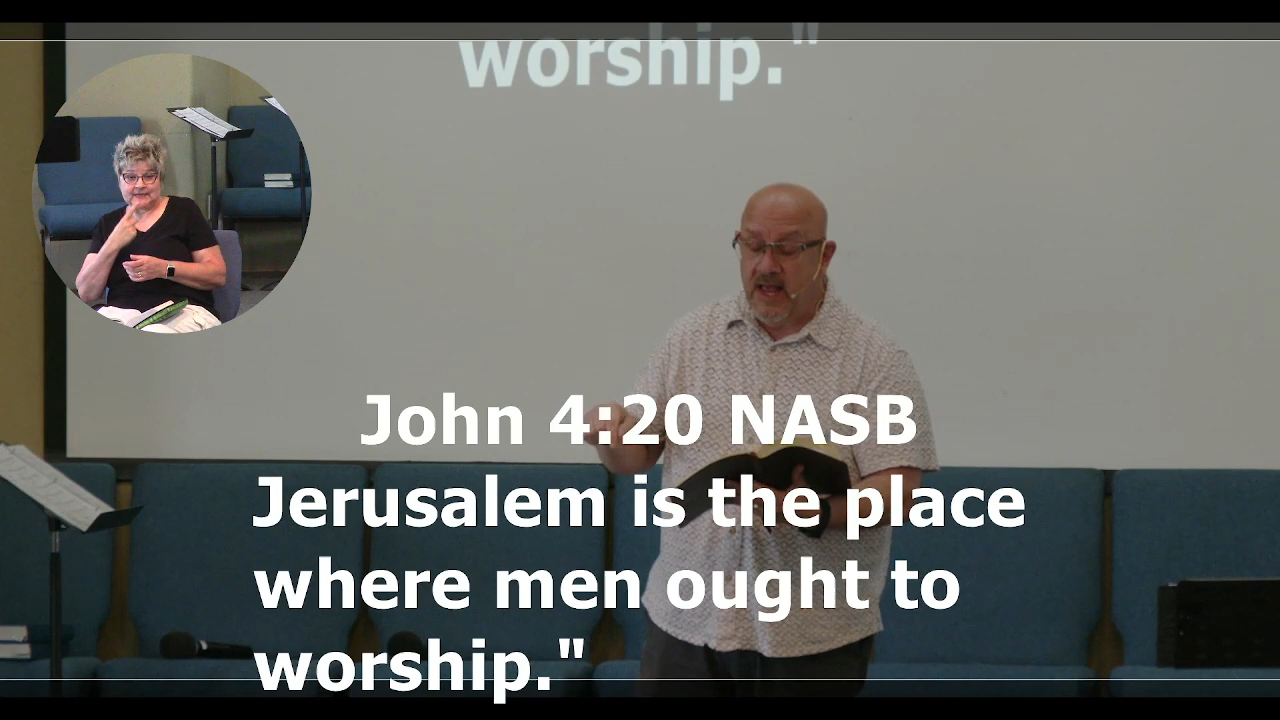 worship."
John 4:20 NASB
Jerusalem is the place
where men ought to
worship."